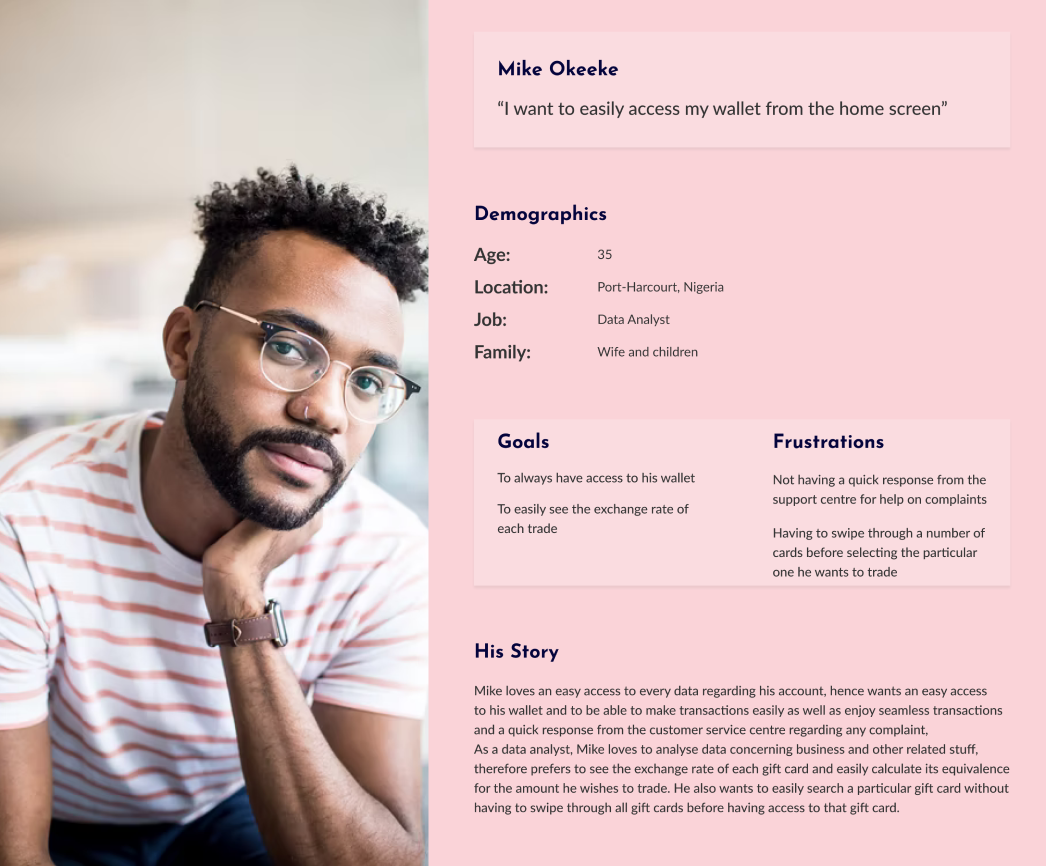 Mike Okeeke
“I want to easily access my wallet from the home screen”
Demographics
Age: 35
Location: Port-Harcourt, Nigeria
Job: Data Analyst
Family: Wife and children
Goals
To always have access to his wallet
To easily see the exchange rate of
each trade
Frustrations
Not having a quick response from the
support centre for help on complaints
Having to swipe through a number of
cards before selecting the particular
one he wants to trade
His Story
Mike loves an easy access to every data regarding his account, hence wants an easy access
to his wallet and to be able to make transactions easily as well as enjoy seamless transactions
and a quick response from the customer service centre regarding any complaint,
As a data analyst, Mike loves to analyse data concerning business and other related stuff,
therefore prefers to see the exchange rate of each gift card and easily calculate its equivalence
for the amount he wishes to trade. He also wants to easily search a particular gift card without
having to swipe through all gift cards before having access to that gift card.